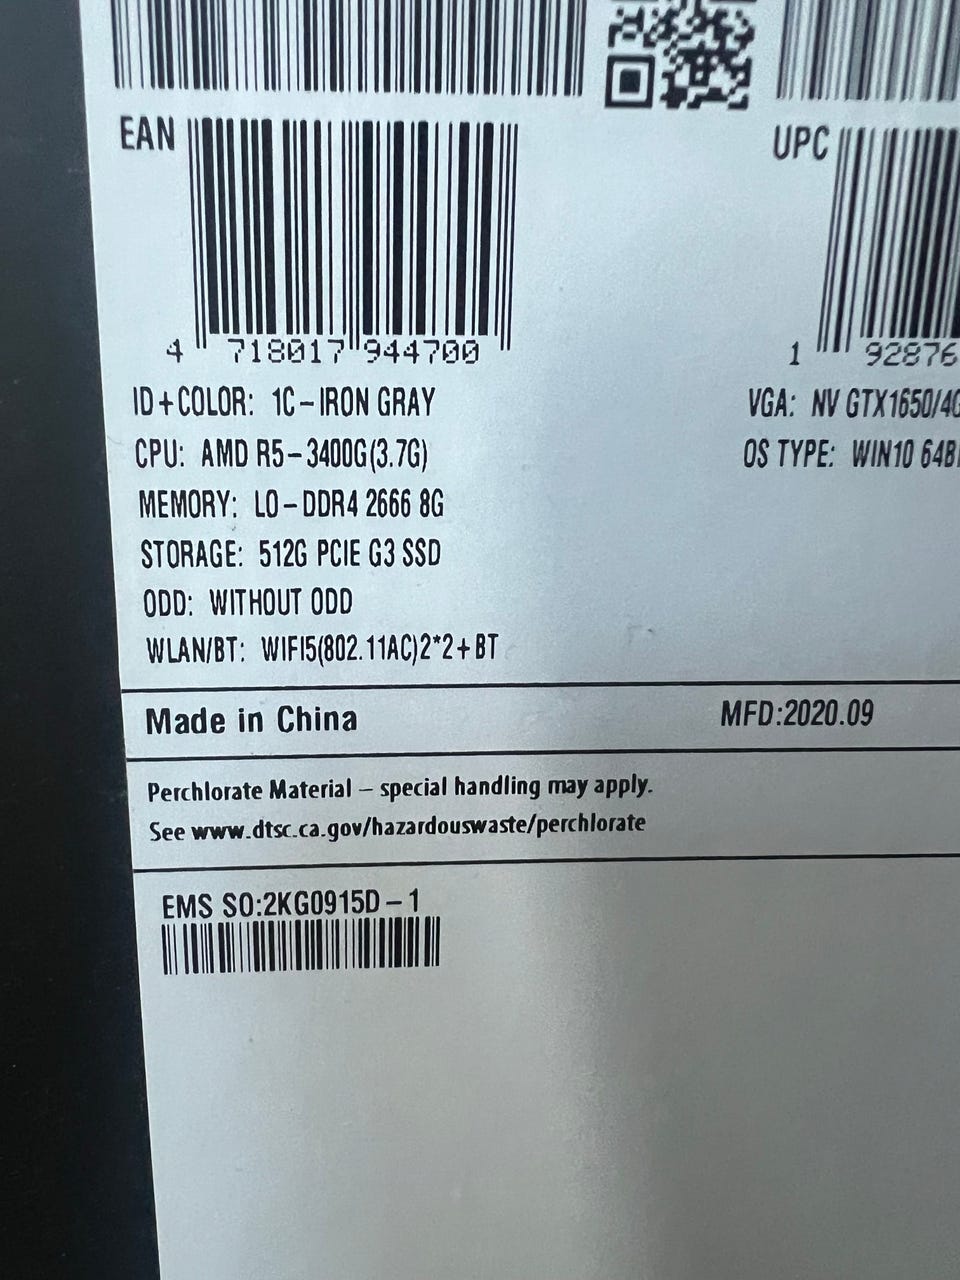 EAN
UPC
4 718017 944700
1 92876
ID+COLOR: 1C-IRON GRAY
VGA: NV GTX1650/4G
CPU: AMD R5-3400G(3.7G)
OS TYPE: WIN10 64B
MEMORY: LO-DDR4 2666 8G
STORAGE: 512G PCIE G3 SSD
ODD: WITHOUT ODD
WLAN/BT: WIFI5(802.11AC)2*2+BT
Made in China
MFD:2020.09
Perchlorate Material – special handling may apply.
See www.dtsc.ca.gov/hazardouswaste/perchlorate
EMS SO:2KG0915D-1